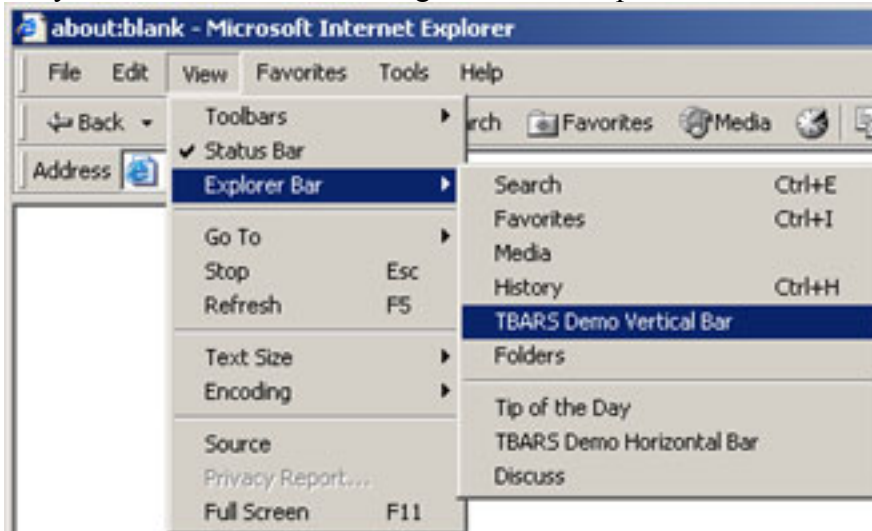 about:blank - Microsoft Internet Explorer
File Edit View Favorites Tools Help
Back Favorites Media
Address
Toolbars
Status Bar
Explorer Bar
Go To
Stop Esc
Refresh F5
Text Size
Encoding
Source
Privacy Report...
Full Screen F11
Search Ctrl+E
Favorites Ctrl+I
Media
History Ctrl+H
TBARS Demo Vertical Bar
Folders
Tip of the Day
TBARS Demo Horizontal Bar
Discuss